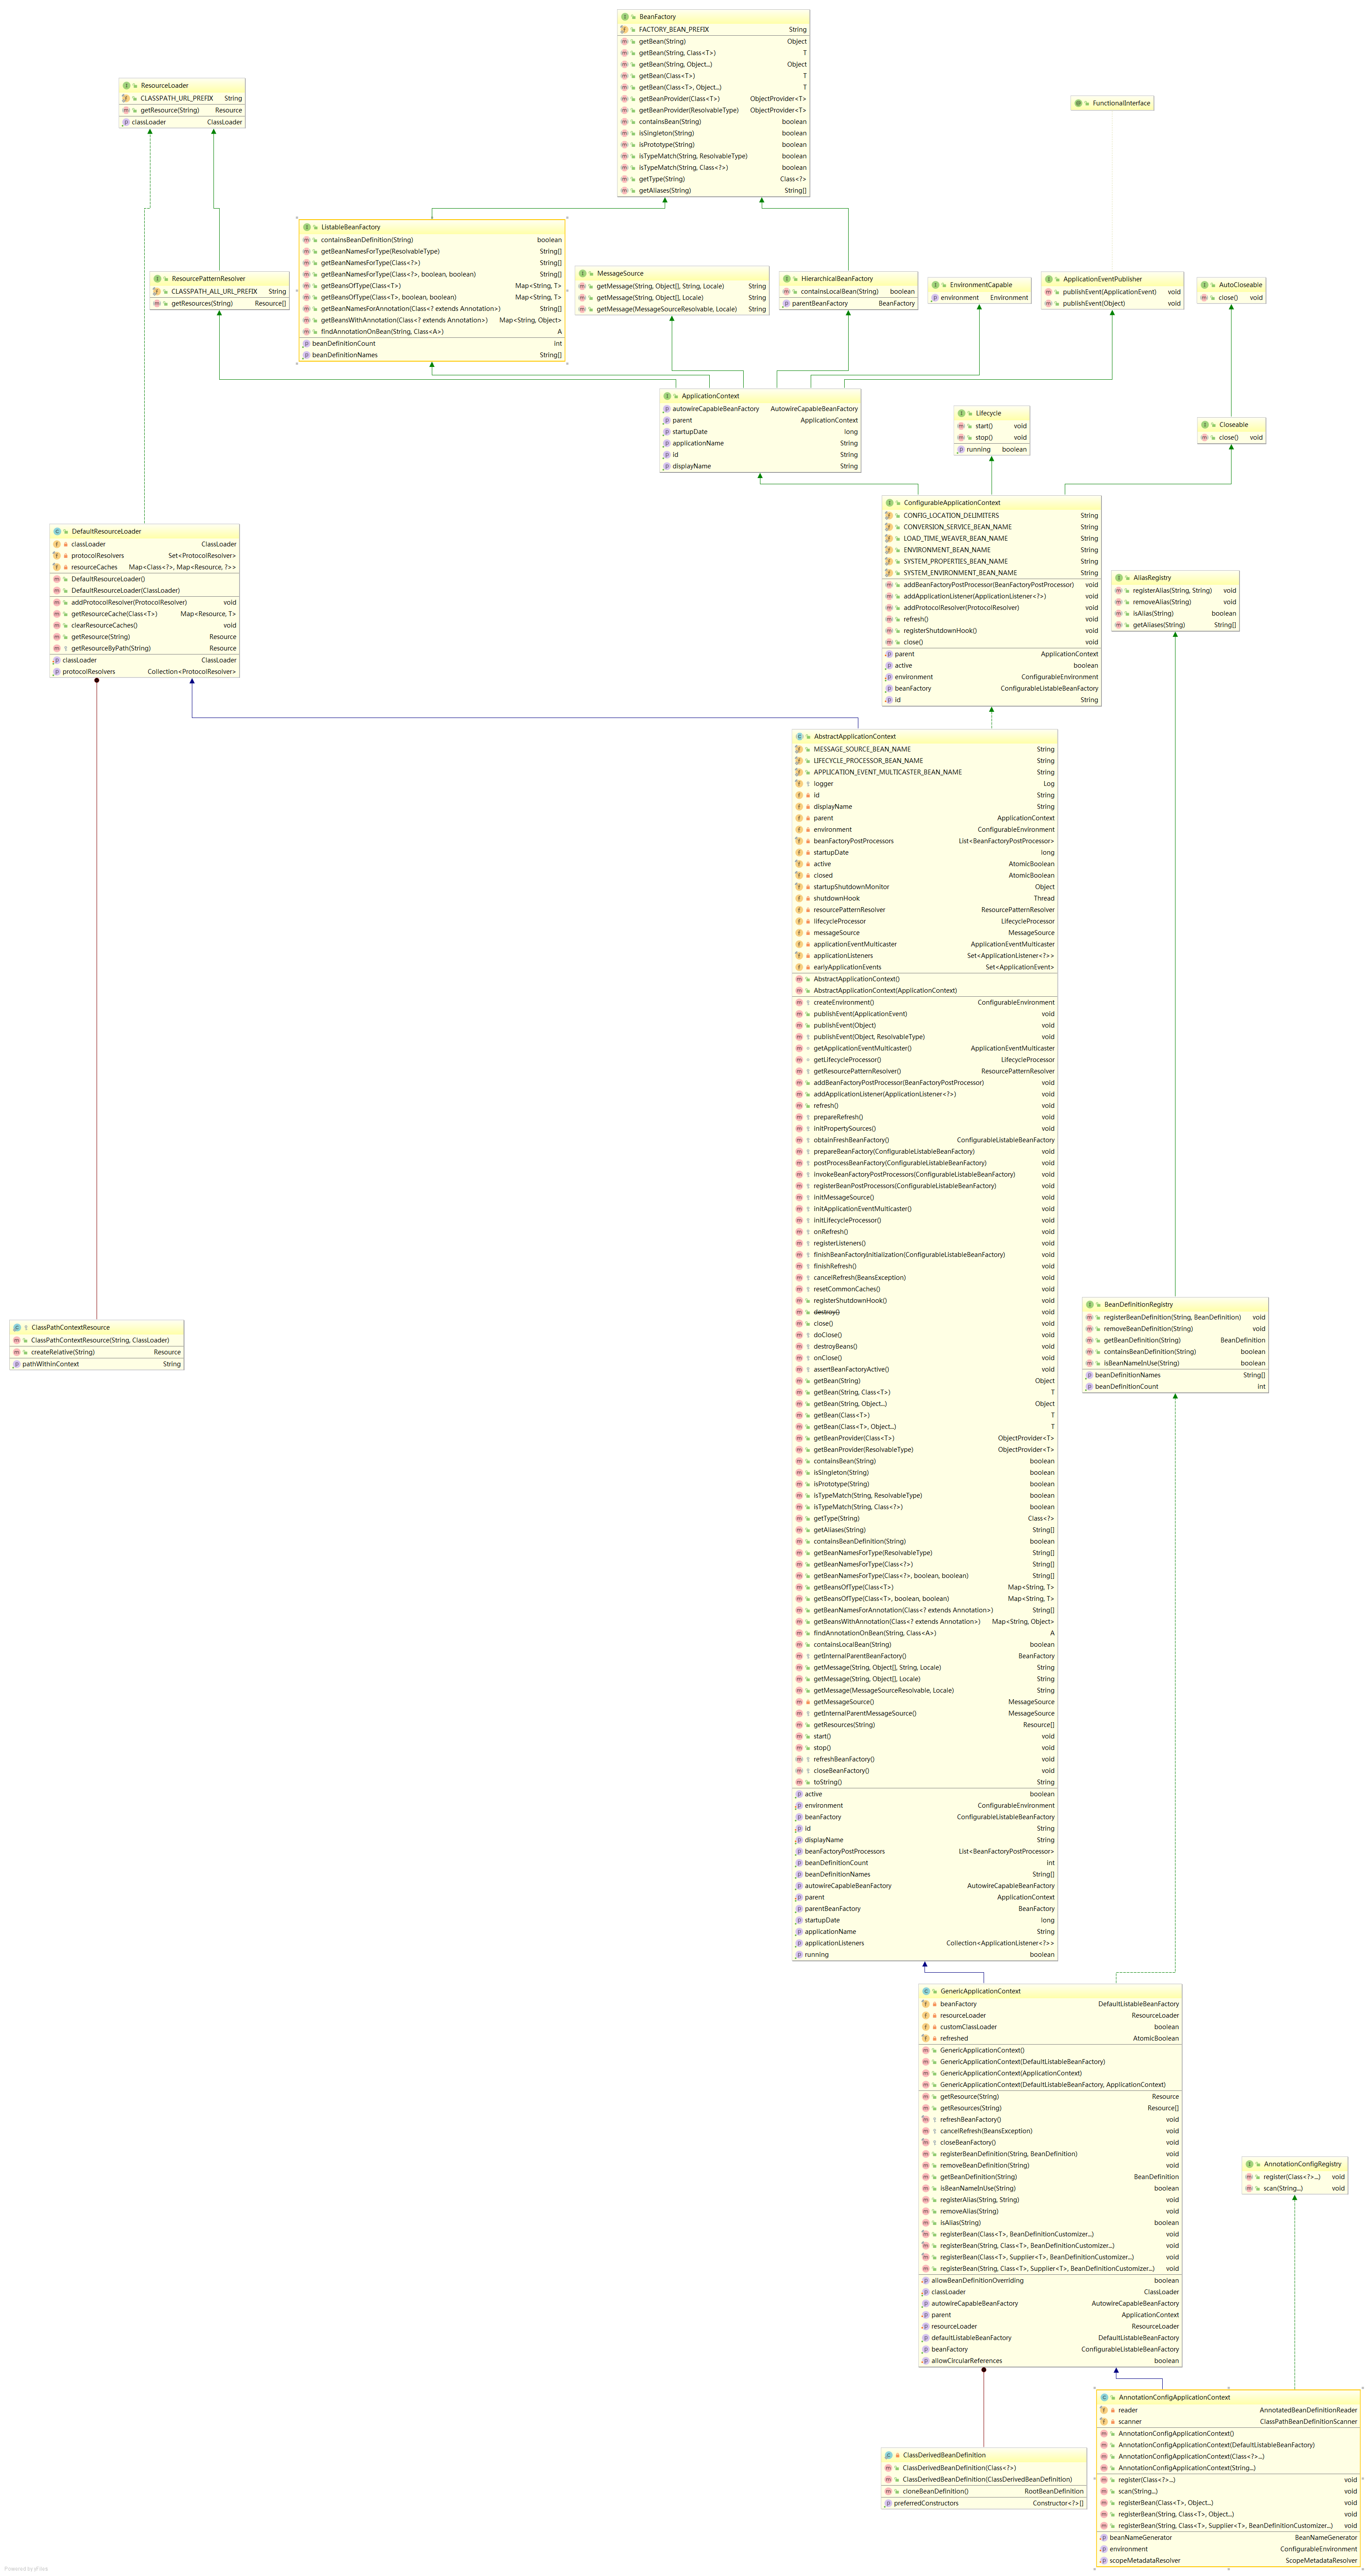 BeanFactory
FACTORY_BEAN_PREFIX String
getBean(String) Object
getBean(String, Class<T>) T
getBean(String, Object...) Object
getBean(Class<T>) T
getBean(Class<T>, Object...) T
getBeanProvider(Class<T>) ObjectProvider<T>
getBeanProvider(ResolvableType) ObjectProvider<T>
containsBean(String) boolean
isSingleton(String) boolean
isPrototype(String) boolean
isTypeMatch(String, ResolvableType) boolean
isTypeMatch(String, Class<?>) boolean
getType(String) Class<?>
getAliases(String) String[]
ResourceLoader
CLASSPATH_URL_PREFIX String
getResource(String) Resource
classLoader ClassLoader
FunctionalInterface
ListableBeanFactory
containsBeanDefinition(String) boolean
getBeanNamesForType(ResolvableType) String[]
getBeanNamesForType(Class<?>) String[]
getBeanNamesForType(Class<?>, boolean, boolean) String[]
getBeansOfType(Class<T>) Map<String, T>
getBeansOfType(Class<T>, boolean, boolean) Map<String, T>
getBeanNamesForAnnotation(Class<? extends Annotation>) String[]
getBeansWithAnnotation(Class<? extends Annotation>) Map<String, Object>
findAnnotationOnBean(String, Class<A>) A
beanDefinitionCount int
beanDefinitionNames String[]
ResourcePatternResolver
CLASSPATH_ALL_URL_PREFIX String
getResources(String) Resource[]
MessageSource
getMessage(String, Object[], String, Locale) String
getMessage(String, Object[], Locale) String
getMessage(MessageSourceResolvable, Locale) String
HierarchicalBeanFactory
containsLocalBean(String) boolean
parentBeanFactory BeanFactory
EnvironmentCapable
environment Environment
ApplicationEventPublisher
publishEvent(ApplicationEvent) void
publishEvent(Object) void
AutoCloseable
close() void
ApplicationContext
autowireCapableBeanFactory AutowireCapableBeanFactory
parent ApplicationContext
startupDate long
applicationName String
id String
displayName String
Lifecycle
start() void
stop() void
running boolean
Closeable
close() void
ConfigurableApplicationContext
CONFIG_LOCATION_DELIMITERS String
CONVERSION_SERVICE_BEAN_NAME String
LOAD_TIME_WEAVER_BEAN_NAME String
ENVIRONMENT_BEAN_NAME String
SYSTEM_PROPERTIES_BEAN_NAME String
SYSTEM_ENVIRONMENT_BEAN_NAME String
addBeanFactoryPostProcessor(BeanFactoryPostProcessor) void
addApplicationListener(ApplicationListener<?>) void
addProtocolResolver(ProtocolResolver) void
refresh() void
registerShutdownHook() void
close() void
parent ApplicationContext
active boolean
environment ConfigurableEnvironment
beanFactory ConfigurableListableBeanFactory
id String
DefaultResourceLoader
classLoader ClassLoader
protocolResolvers Set<ProtocolResolver>
resourceCaches Map<Class<?>, Map<Resource, ?>>
DefaultResourceLoader()
DefaultResourceLoader(ClassLoader)
addProtocolResolver(ProtocolResolver) void
getResourceCache(Class<T>) Map<Resource, T>
clearResourceCaches() void
getResource(String) Resource
getResourceByPath(String) Resource
classLoader ClassLoader
protocolResolvers Collection<ProtocolResolver>
AliasRegistry
registerAlias(String, String) void
removeAlias(String) void
isAlias(String) boolean
getAliases(String) String[]
AbstractApplicationContext
MESSAGE_SOURCE_BEAN_NAME String
LIFECYCLE_PROCESSOR_BEAN_NAME String
APPLICATION_EVENT_MULTICASTER_BEAN_NAME String
logger Log
id String
displayName String
parent ApplicationContext
environment ConfigurableEnvironment
beanFactoryPostProcessors List<BeanFactoryPostProcessor>
startupDate long
active AtomicBoolean
closed AtomicBoolean
startupShutdownMonitor Object
shutdownHook Thread
resourcePatternResolver ResourcePatternResolver
lifecycleProcessor LifecycleProcessor
messageSource MessageSource
applicationEventMulticaster ApplicationEventMulticaster
applicationListeners Set<ApplicationListener<?>>
earlyApplicationEvents Set<ApplicationEvent>
AbstractApplicationContext()
AbstractApplicationContext(ApplicationContext)
createEnvironment() ConfigurableEnvironment
publishEvent(ApplicationEvent) void
publishEvent(Object) void
publishEvent(Object, ResolvableType) void
getApplicationEventMulticaster() ApplicationEventMulticaster
getLifecycleProcessor() LifecycleProcessor
getResourcePatternResolver() ResourcePatternResolver
addBeanFactoryPostProcessor(BeanFactoryPostProcessor) void
addApplicationListener(ApplicationListener<?>) void
refresh() void
prepareRefresh() void
initPropertySources() void
obtainFreshBeanFactory() ConfigurableListableBeanFactory
prepareBeanFactory(ConfigurableListableBeanFactory) void
postProcessBeanFactory(ConfigurableListableBeanFactory) void
invokeBeanFactoryPostProcessors(ConfigurableListableBeanFactory) void
registerBeanPostProcessors(ConfigurableListableBeanFactory) void
initMessageSource() void
initApplicationEventMulticaster() void
initLifecycleProcessor() void
onRefresh() void
registerListeners() void
finishBeanFactoryInitialization(ConfigurableListableBeanFactory) void
finishRefresh() void
cancelRefresh(BeansException) void
resetCommonCaches() void
registerShutdownHook() void
destroy() void
close() void
doClose() void
destroyBeans() void
onClose() void
assertBeanFactoryActive() void
getBean(String) Object
getBean(String, Class<T>) T
getBean(String, Object...) Object
getBean(Class<T>) T
getBean(Class<T>, Object...) T
getBeanProvider(Class<T>) ObjectProvider<T>
getBeanProvider(ResolvableType) ObjectProvider<T>
containsBean(String) boolean
isSingleton(String) boolean
isPrototype(String) boolean
isTypeMatch(String, ResolvableType) boolean
isTypeMatch(String, Class<?>) boolean
getType(String) Class<?>
getAliases(String) String[]
containsBeanDefinition(String) boolean
getBeanNamesForType(ResolvableType) String[]
getBeanNamesForType(Class<?>) String[]
getBeanNamesForType(Class<?>, boolean, boolean) String[]
getBeansOfType(Class<T>) Map<String, T>
getBeansOfType(Class<T>, boolean, boolean) Map<String, T>
getBeanNamesForAnnotation(Class<? extends Annotation>) String[]
getBeansWithAnnotation(Class<? extends Annotation>) Map<String, Object>
findAnnotationOnBean(String, Class<A>) A
containsLocalBean(String) boolean
getInternalParentBeanFactory() BeanFactory
getMessage(String, Object[], String, Locale) String
getMessage(String, Object[], Locale) String
getMessage(MessageSourceResolvable, Locale) String
getMessageSource() MessageSource
getInternalParentMessageSource() MessageSource
getResources(String) Resource[]
start() void
stop() void
refreshBeanFactory() void
closeBeanFactory() void
toString() String
active boolean
environment ConfigurableEnvironment
beanFactory ConfigurableListableBeanFactory
id String
displayName String
beanFactoryPostProcessors List<BeanFactoryPostProcessor>
beanDefinitionCount int
beanDefinitionNames String[]
autowireCapableBeanFactory AutowireCapableBeanFactory
parent ApplicationContext
parentBeanFactory BeanFactory
startupDate long
applicationName String
applicationListeners Collection<ApplicationListener<?>>
running boolean
ClassPathContextResource
ClassPathContextResource(String, ClassLoader)
createRelative(String) Resource
pathWithinContext String
BeanDefinitionRegistry
registerBeanDefinition(String, BeanDefinition) void
removeBeanDefinition(String) void
getBeanDefinition(String) BeanDefinition
containsBeanDefinition(String) boolean
isBeanNameInUse(String) boolean
beanDefinitionNames String[]
beanDefinitionCount int
GenericApplicationContext
beanFactory DefaultListableBeanFactory
resourceLoader ResourceLoader
customClassLoader boolean
refreshed AtomicBoolean
GenericApplicationContext()
GenericApplicationContext(DefaultListableBeanFactory)
GenericApplicationContext(ApplicationContext)
GenericApplicationContext(DefaultListableBeanFactory, ApplicationContext)
getResource(String) Resource
getResources(String) Resource[]
refreshBeanFactory() void
cancelRefresh(BeansException) void
closeBeanFactory() void
registerBeanDefinition(String, BeanDefinition) void
removeBeanDefinition(String) void
getBeanDefinition(String) BeanDefinition
isBeanNameInUse(String) boolean
registerAlias(String, String) void
removeAlias(String) void
isAlias(String) boolean
registerBean(Class<T>, BeanDefinitionCustomizer...) void
registerBean(String, Class<T>, BeanDefinitionCustomizer...) void
registerBean(Class<T>, Supplier<T>, BeanDefinitionCustomizer...) void
registerBean(String, Class<T>, Supplier<T>, BeanDefinitionCustomizer...) void
allowBeanDefinitionOverriding boolean
classLoader ClassLoader
autowireCapableBeanFactory AutowireCapableBeanFactory
parent ApplicationContext
resourceLoader ResourceLoader
defaultListableBeanFactory DefaultListableBeanFactory
beanFactory ConfigurableListableBeanFactory
allowCircularReferences boolean
AnnotationConfigRegistry
register(Class<?>...) void
scan(String...) void
AnnotationConfigApplicationContext
reader AnnotatedBeanDefinitionReader
scanner ClassPathBeanDefinitionScanner
AnnotationConfigApplicationContext()
AnnotationConfigApplicationContext(DefaultListableBeanFactory)
AnnotationConfigApplicationContext(Class<?>...)
AnnotationConfigApplicationContext(String...)
register(Class<?>...) void
scan(String...) void
registerBean(Class<T>, Object...) void
registerBean(String, Class<T>, Object...) void
registerBean(String, Class<T>, Supplier<T>, BeanDefinitionCustomizer...) void
beanNameGenerator BeanNameGenerator
environment ConfigurableEnvironment
scopeMetadataResolver ScopeMetadataResolver
ClassDerivedBeanDefinition
ClassDerivedBeanDefinition(Class<?>)
ClassDerivedBeanDefinition(ClassDerivedBeanDefinition)
cloneBeanDefinition() RootBeanDefinition
preferredConstructors Constructor<?>[]
Powered by yFiles